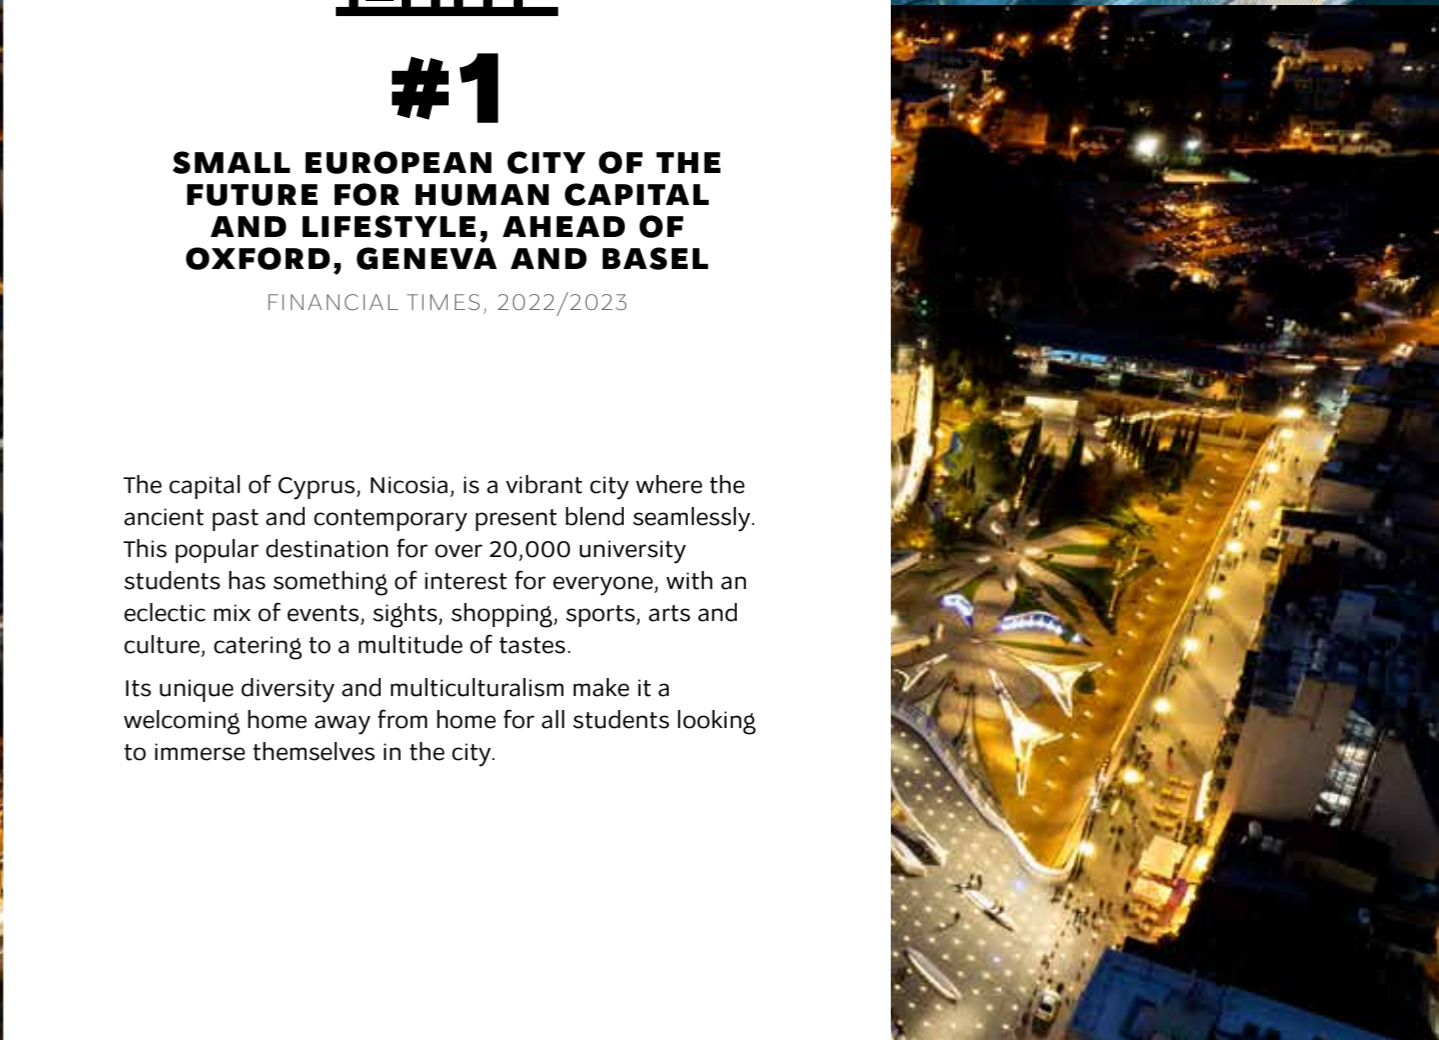 #1
SMALL EUROPEAN CITY OF THE
FUTURE FOR HUMAN CAPITAL
AND LIFESTYLE, AHEAD OF
OXFORD, GENEVA AND BASEL
FINANCIAL TIMES, 2022/2023
The capital of Cyprus, Nicosia, is a vibrant city where the
ancient past and contemporary present blend seamlessly.
This popular destination for over 20,000 university
students has something of interest for everyone, with an
eclectic mix of events, sights, shopping, sports, arts and
culture, catering to a multitude of tastes.
Its unique diversity and multiculturalism make it a
welcoming home away from home for all students looking
to immerse themselves in the city.